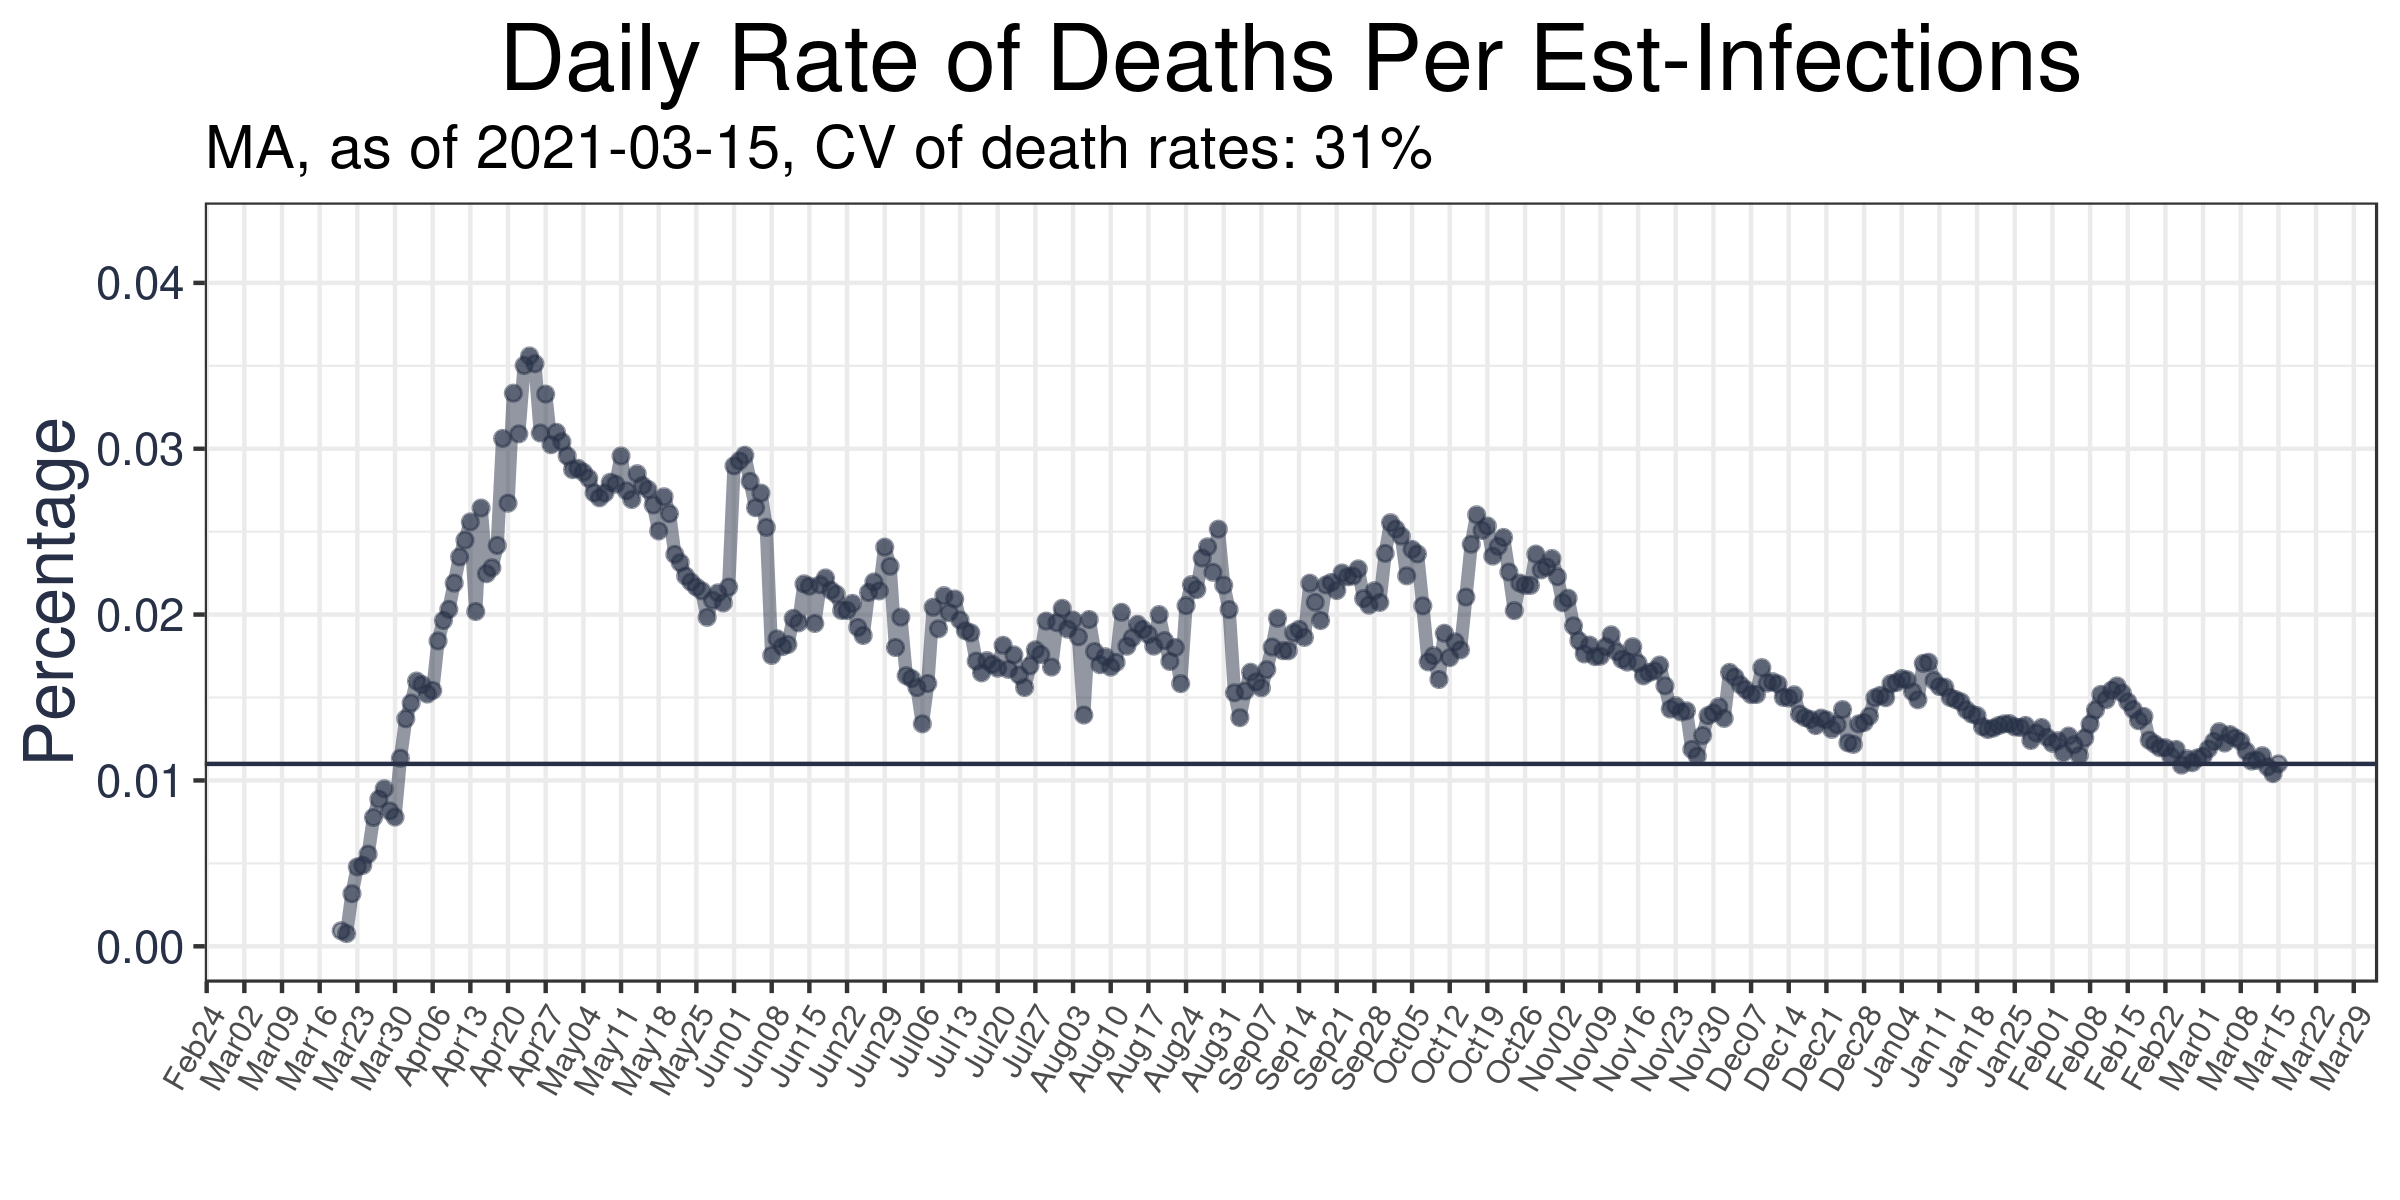 Daily Rate of Deaths Per Est-Infections
MA, as of 2021-03-15, CV of death rates: 31%
Percentage
0.04
0.03
0.02
0.01
0.00
Feb24
Mar02
Mar09
Mar16
Mar23
Mar30
Apr06
Apr13
Apr20
Apr27
May04
May11
May18
May25
Jun01
Jun08
Jun15
Jun22
Jun29
Jul06
Jul13
Jul20
Jul27
Aug03
Aug10
Aug17
Aug24
Aug31
Sep07
Sep14
Sep21
Sep28
Oct05
Oct12
Oct19
Oct26
Nov02
Nov09
Nov16
Nov23
Nov30
Dec07
Dec14
Dec21
Dec28
Jan04
Jan11
Jan18
Jan25
Feb01
Feb08
Feb15
Feb22
Mar01
Mar08
Mar15
Mar22
Mar29